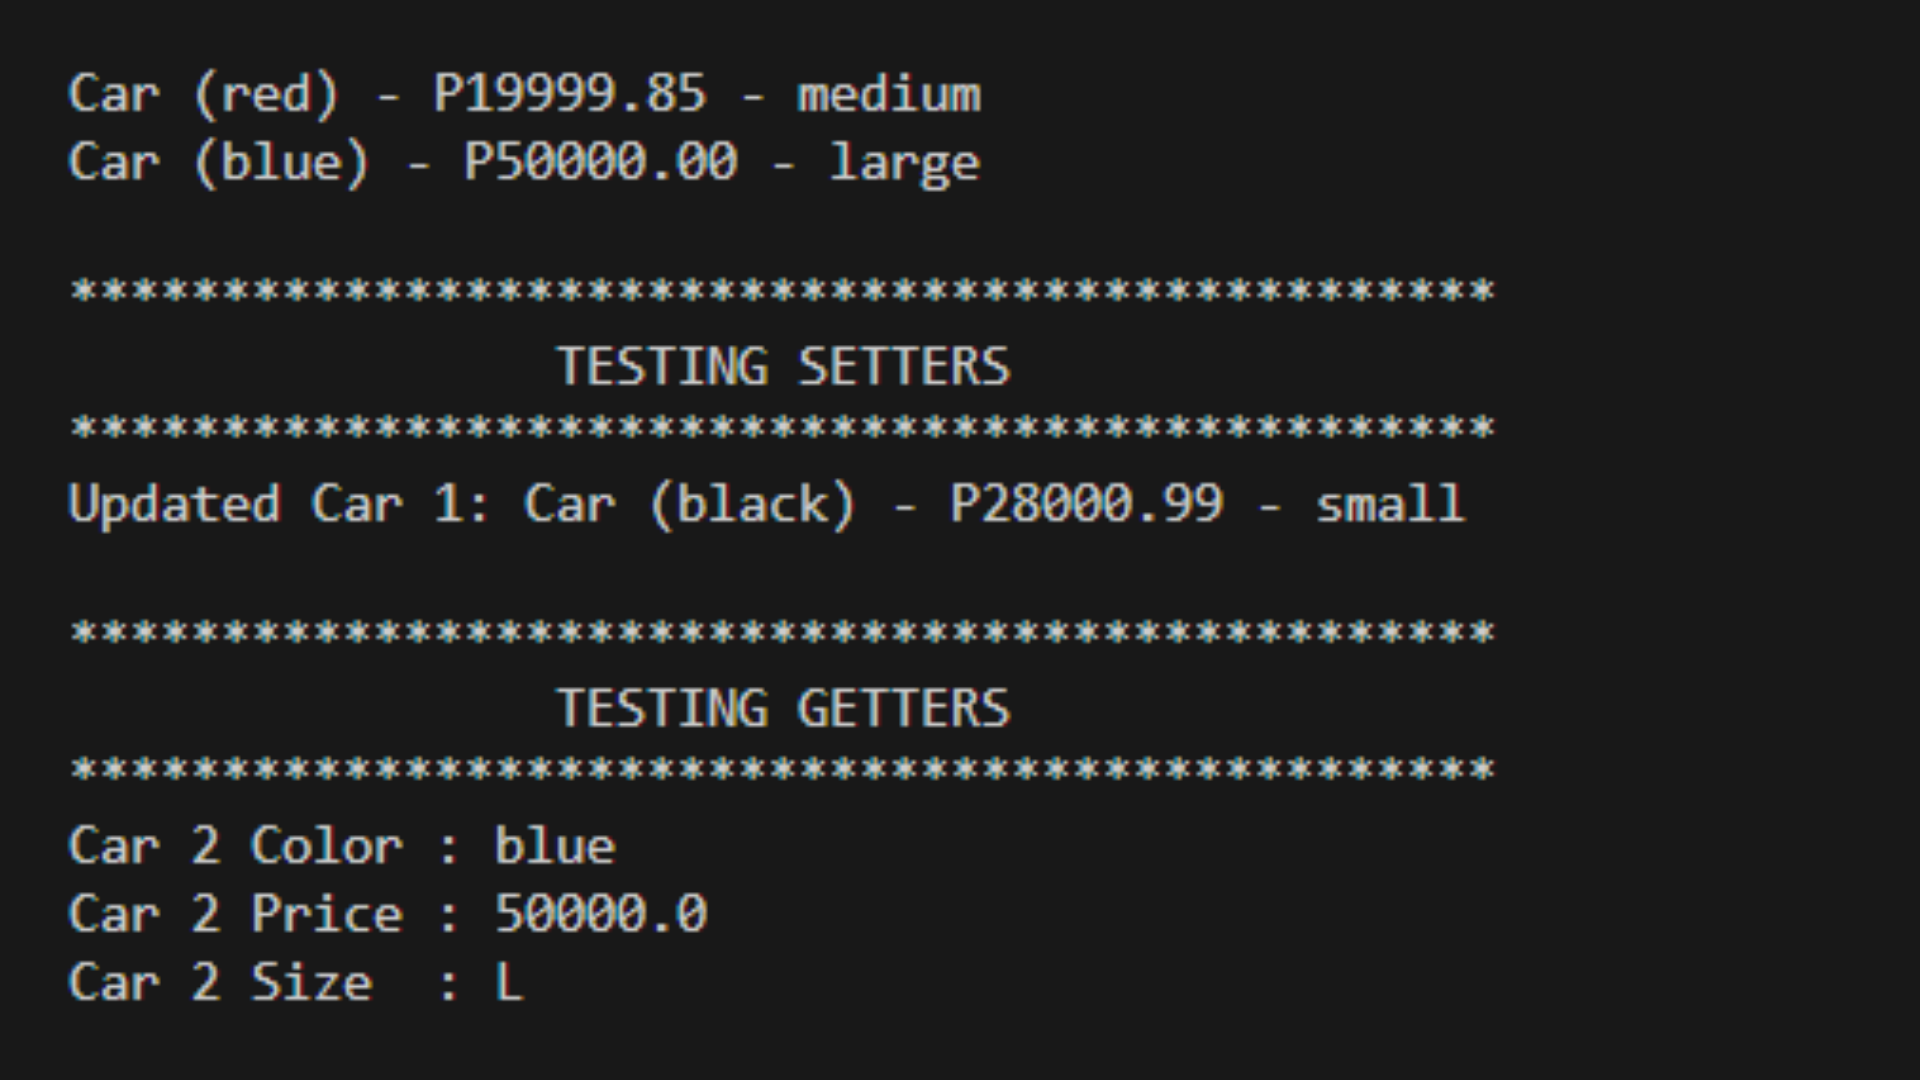 Car (red) - P19999.85 - medium
Car (blue) - P50000.00 - large

***********************************************
                TESTING SETTERS
***********************************************
Updated Car 1: Car (black) - P28000.99 - small

***********************************************
                TESTING GETTERS
***********************************************
Car 2 Color : blue
Car 2 Price : 50000.0
Car 2 Size  : L